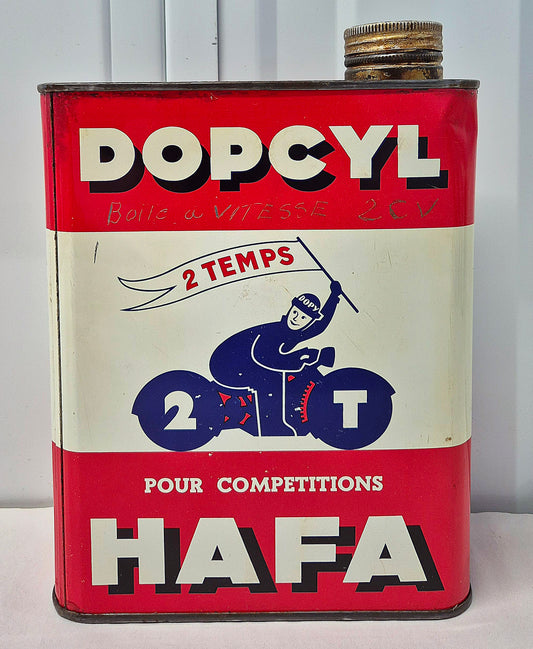 DOPCYL
Boite a VITESSE 2CV
2 TEMPS
DOPY
2 T
POUR COMPETITIONS
HAFA